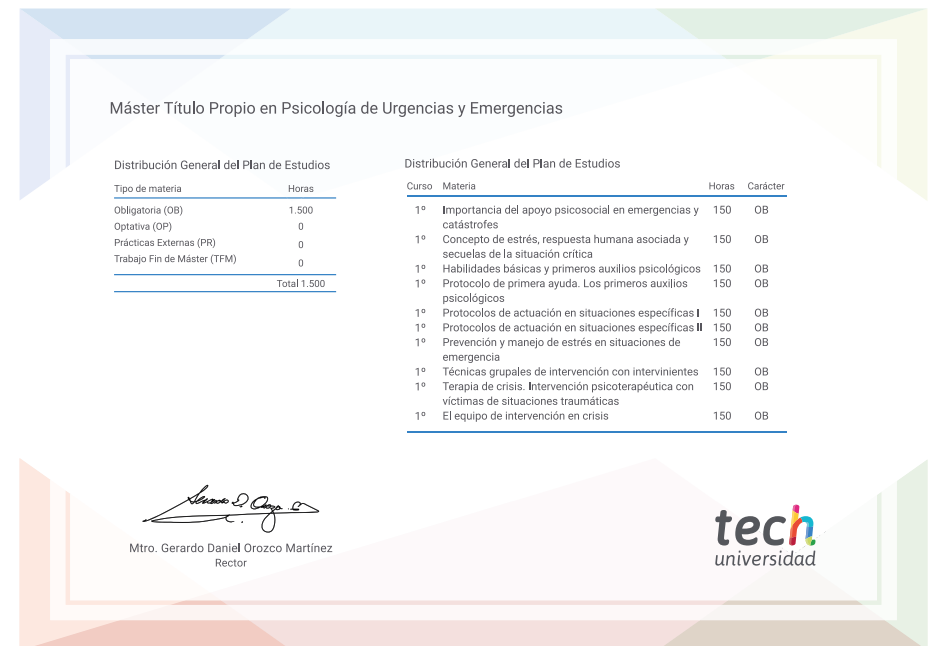 Máster Título Propio en Psicología de Urgencias y Emergencias
Distribución General del Plan de Estudios
Tipo de materia Horas
Obligatoria (OB) 1.500
Optativa (OP) 0
Prácticas Externas (PR) 0
Trabajo Fin de Máster (TFM) 0
Total 1.500
Distribución General del Plan de Estudios
Curso Materia Horas Carácter
1º Importancia del apoyo psicosocial en emergencias y 150 OB
catástrofes
1º Concepto de estrés, respuesta humana asociada y 150 OB
secuelas de la situación crítica
1º Habilidades básicas y primeros auxilios psicológicos 150 OB
1º Protocolo de primera ayuda. Los primeros auxilios 150 OB
psicológicos
1º Protocolos de actuación en situaciones específicas I 150 OB
1º Protocolos de actuación en situaciones específicas II 150 OB
1º Prevención y manejo de estrés en situaciones de 150 OB
emergencia
1º Técnicas grupales de intervención con intervinientes 150 OB
1º Terapia de crisis. Intervención psicoterapéutica con 150 OB
víctimas de situaciones traumáticas
1º El equipo de intervención en crisis 150 OB
Mtro. Gerardo Daniel Orozco Martínez
Rector
tech
universidad